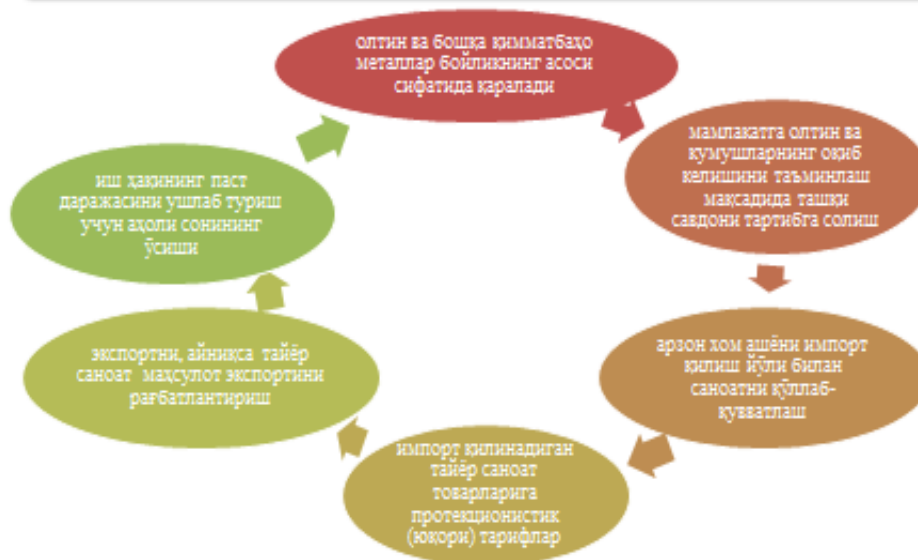 олтин ва бошқа қимматбаҳо
металлар бойликнинг асоси
сифатида қаралади
мамлакатга олтин ва
кумушларнинг оқиб
келишини таъминлаш
мақсадида ташқи
савдони тартибга солиш
арзон хом ашёни импорт
қилиш йўли билан
саноатни қўллаб-
қувватлаш
импорт қилинадиган
тайёр саноат
товарларига
протекционистик
(юқори) тарифлар
экспортни, айниқса тайёр
саноат маҳсулот экспортини
рағбатлантириш
иш ҳақининг паст
даражасини ушлаб туриш
учун аҳоли сонининг
ўсиши